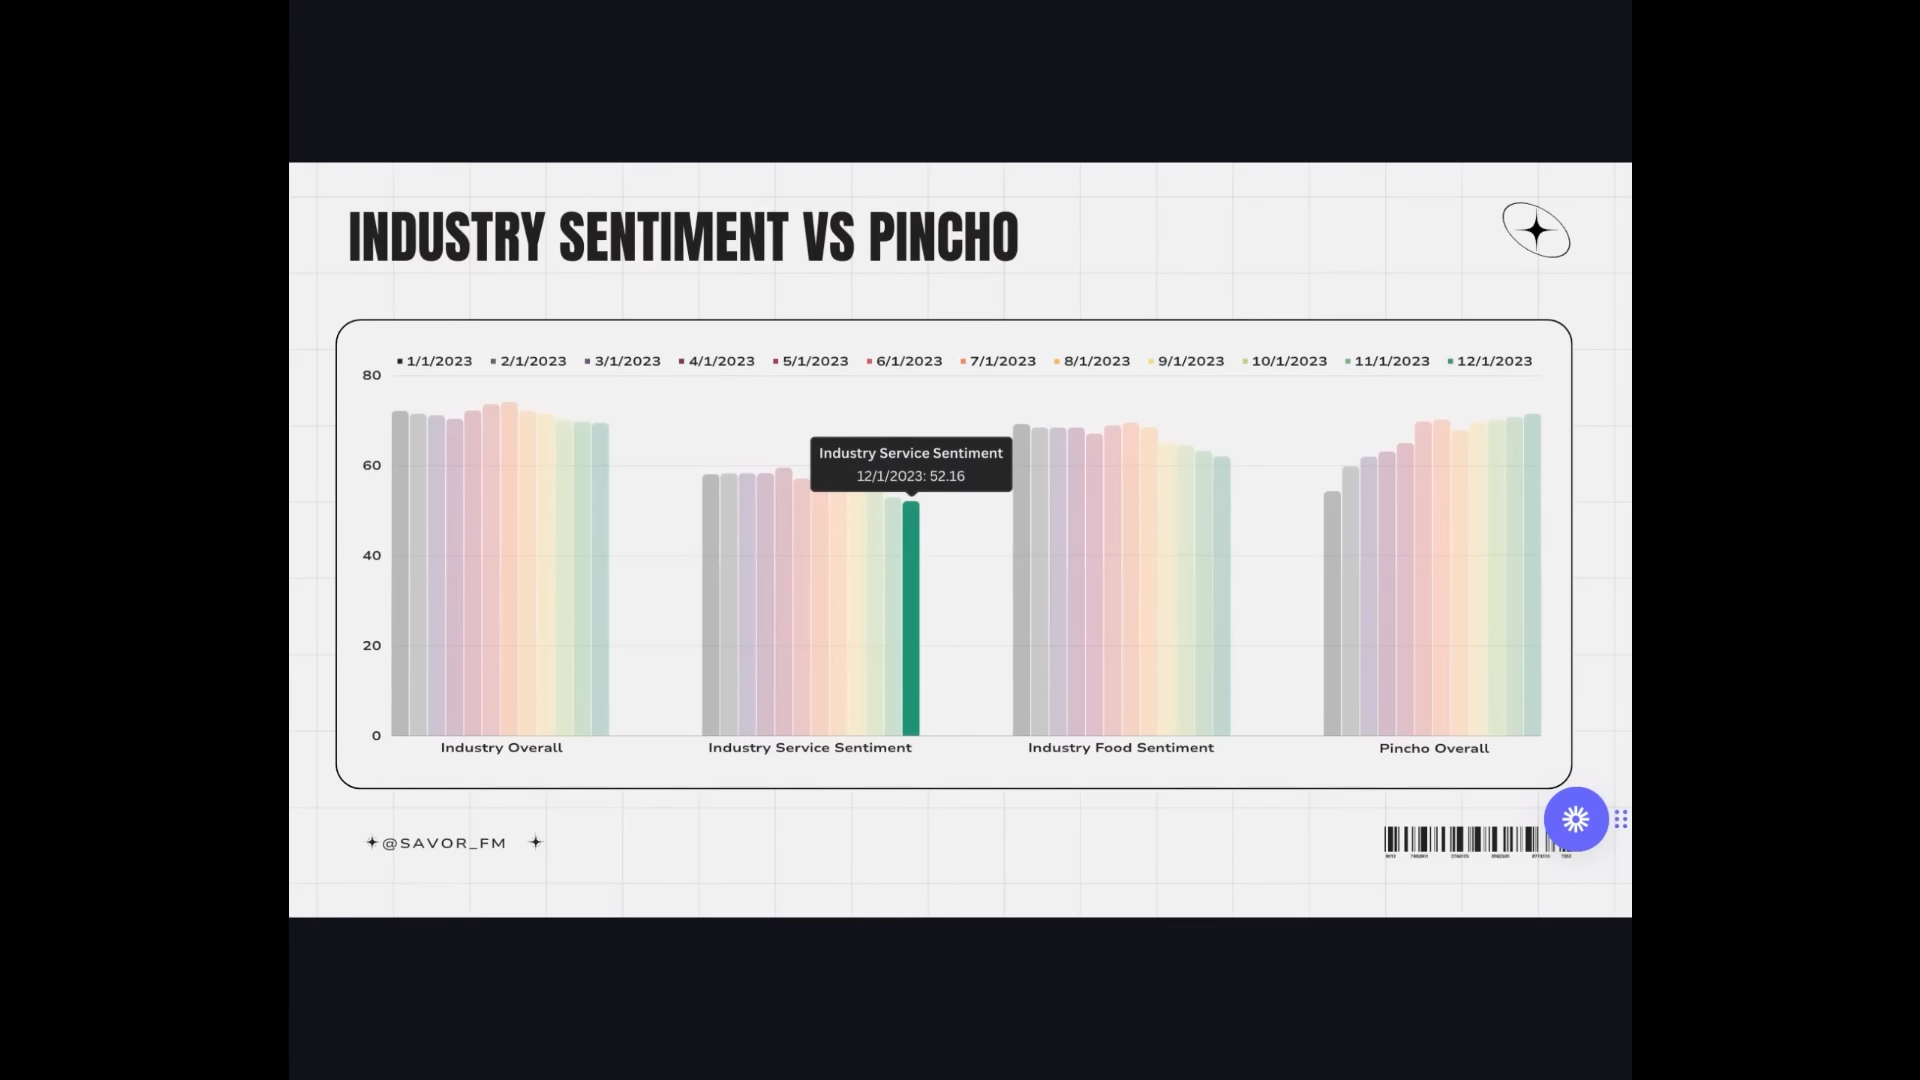 INDUSTRY SENTIMENT VS PINCHO
1/1/2023 2/1/2023 3/1/2023 4/1/2023 5/1/2023 6/1/2023 7/1/2023 8/1/2023 9/1/2023 10/1/2023 11/1/2023 12/1/2023
80
60
40
20
0
Industry Service Sentiment
12/1/2023: 52.16
Industry Overall Industry Service Sentiment Industry Food Sentiment Pincho Overall
@SAVOR_FM